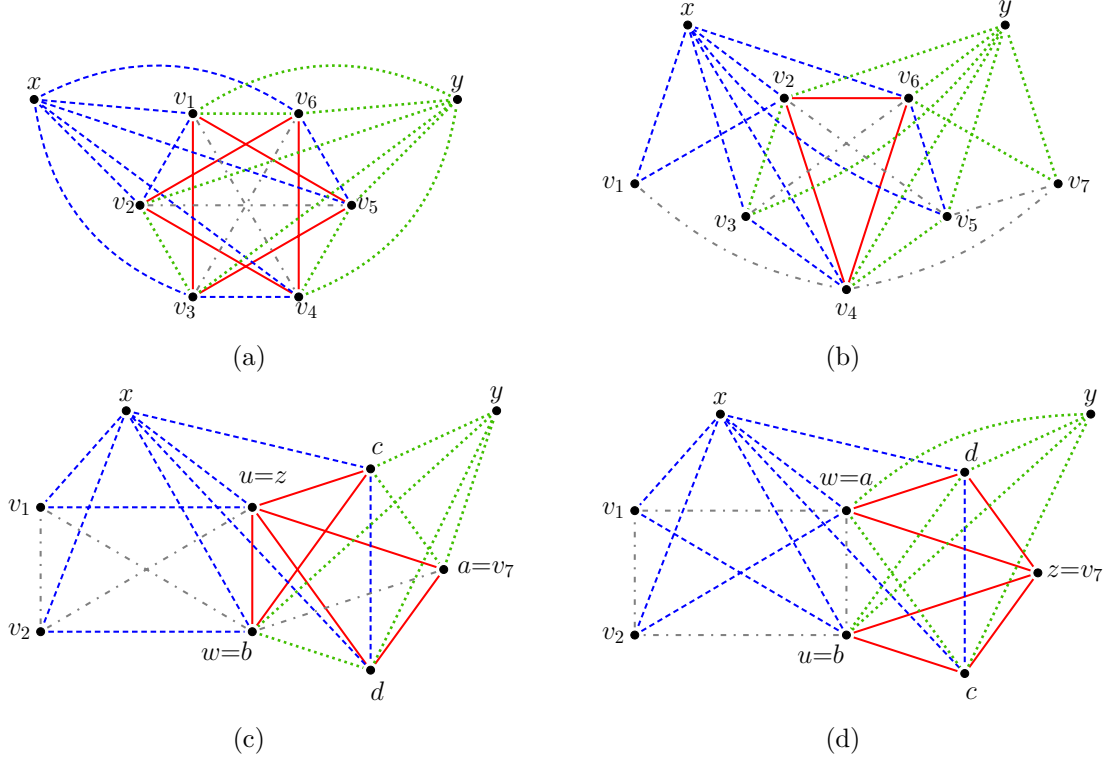 x
y
v₁
v₆
v₂
v₅
v₃
v₄
(a)
x
y
v₂
v₆
v₁
v₇
v₃
v₅
v₄
(b)
x
y
c
u=z
v₁
a=v₇
v₂
w=b
d
(c)
x
y
d
w=a
v₁
z=v₇
v₂
u=b
c
(d)